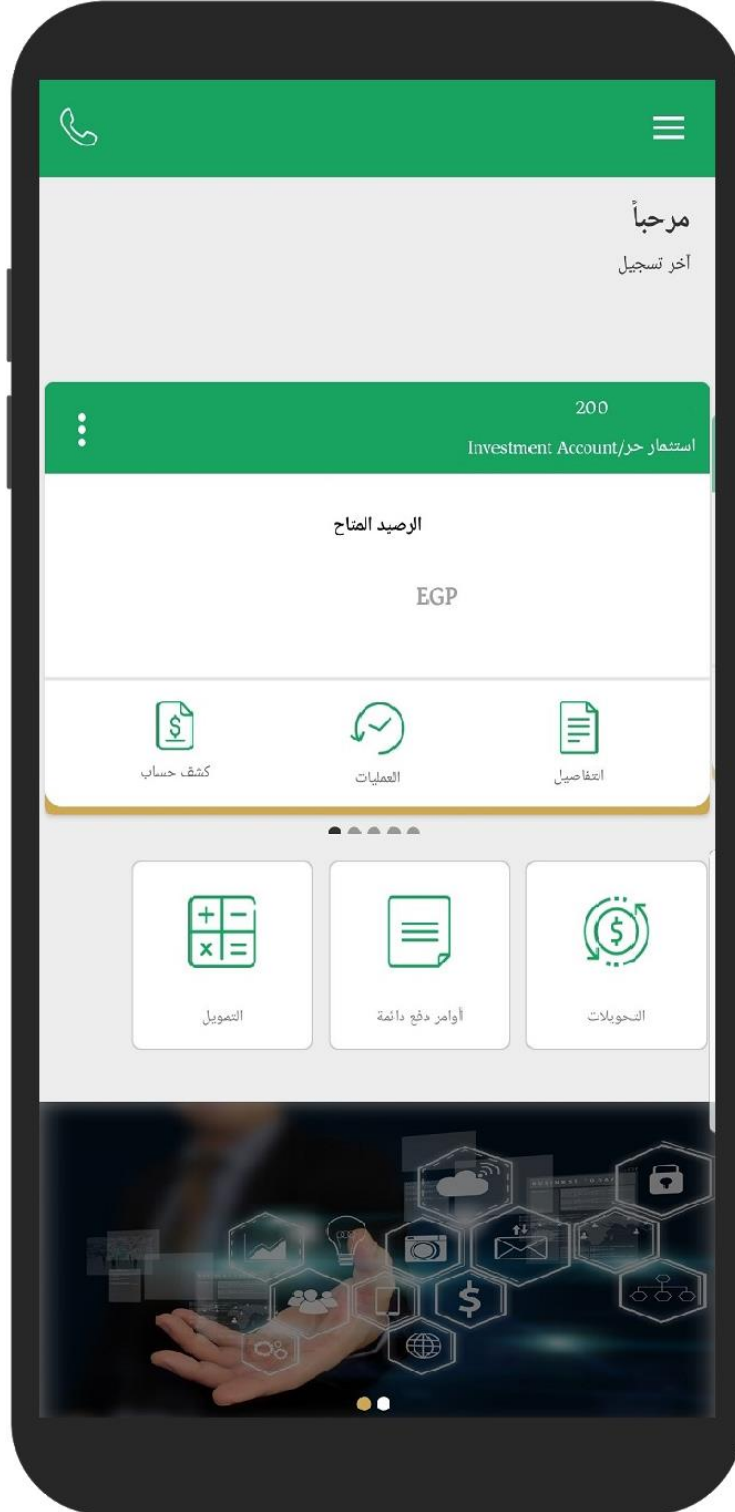 مرحباً
آخر تسجيل
200
استثمار حر/Investment Account
الرصيد المتاح
EGP
التفاصيل
العمليات
كشف حساب
التحويلات
أوامر دفع دائمة
التمويل